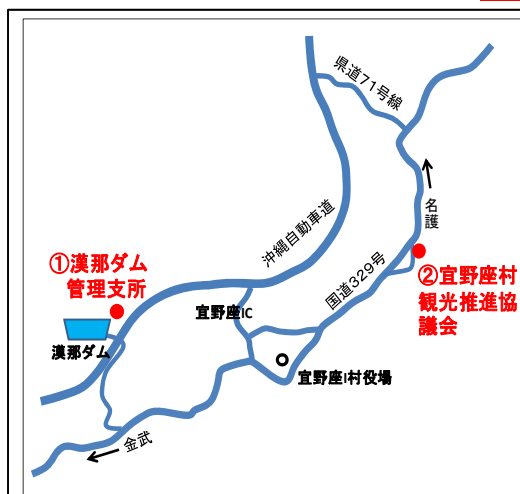 県道71号線
沖縄自動車道
名護
①漢那ダム
管理支所
国道329号
②宜野座村
観光推進協
議会
宜野座IC
漢那ダム
宜野座村役場
金武